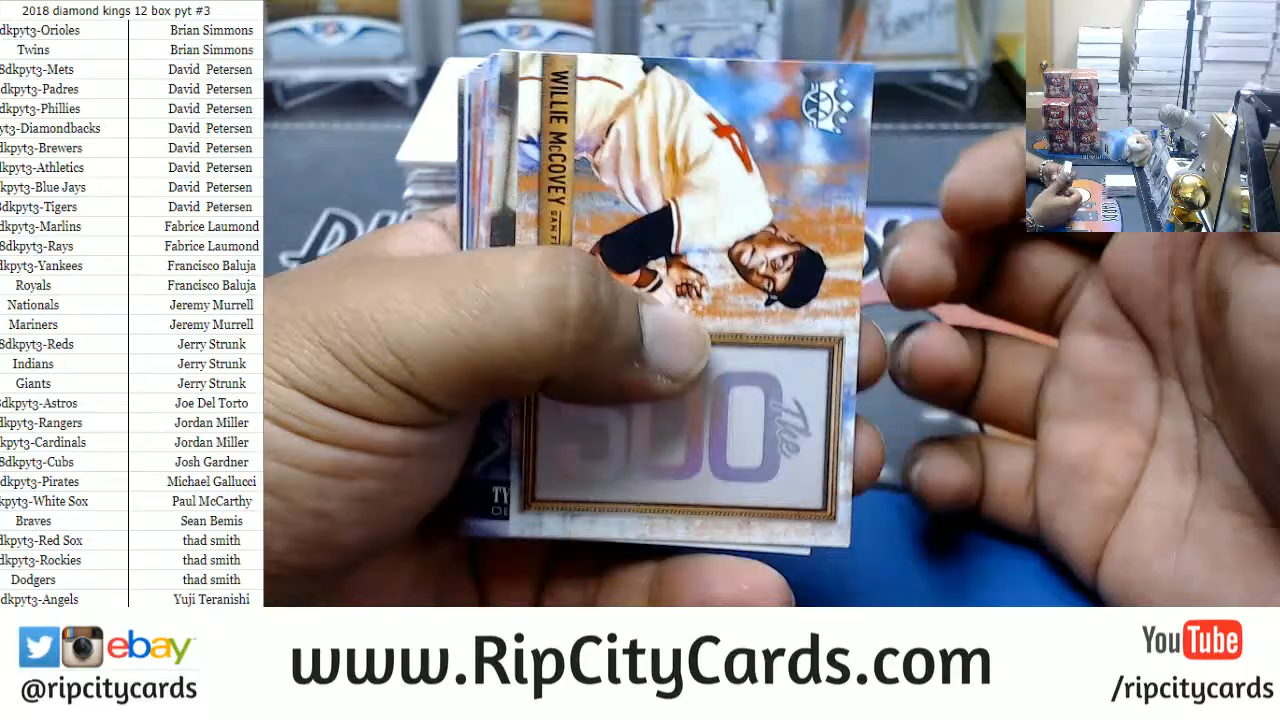 2018 diamond kings 12 box pyt #3
dkpyt3-Orioles Brian Simmons
Twins Brian Simmons
8dkpyt3-Mets David Petersen
dkpyt3-Padres David Petersen
dkpyt3-Phillies David Petersen
yt3-Diamondbacks David Petersen
dkpyt3-Brewers David Petersen
dkpyt3-Athletics David Petersen
kpyt3-Blue Jays David Petersen
8dkpyt3-Tigers David Petersen
dkpyt3-Marlins Fabrice Laumond
8dkpyt3-Rays Fabrice Laumond
dkpyt3-Yankees Francisco Baluja
Royals Francisco Baluja
Nationals Jeremy Murrell
Mariners Jeremy Murrell
8dkpyt3-Reds Jerry Strunk
Indians Jerry Strunk
Giants Jerry Strunk
dkpyt3-Astros Joe Del Torto
dkpyt3-Rangers Jordan Miller
kpyt3-Cardinals Jordan Miller
8dkpyt3-Cubs Josh Gardner
dkpyt3-Pirates Michael Gallucci
kpyt3-White Sox Paul McCarthy
Braves Sean Bemis
dkpyt3-Red Sox thad smith
dkpyt3-Rockies thad smith
Dodgers thad smith
dkpyt3-Angels Yuji Teranishi
WILLIE McCOVEY
SAN F
The
500
TY
DE
ebay
@ripcitycards
www.RipCityCards.com
YouTube
/ripcitycards